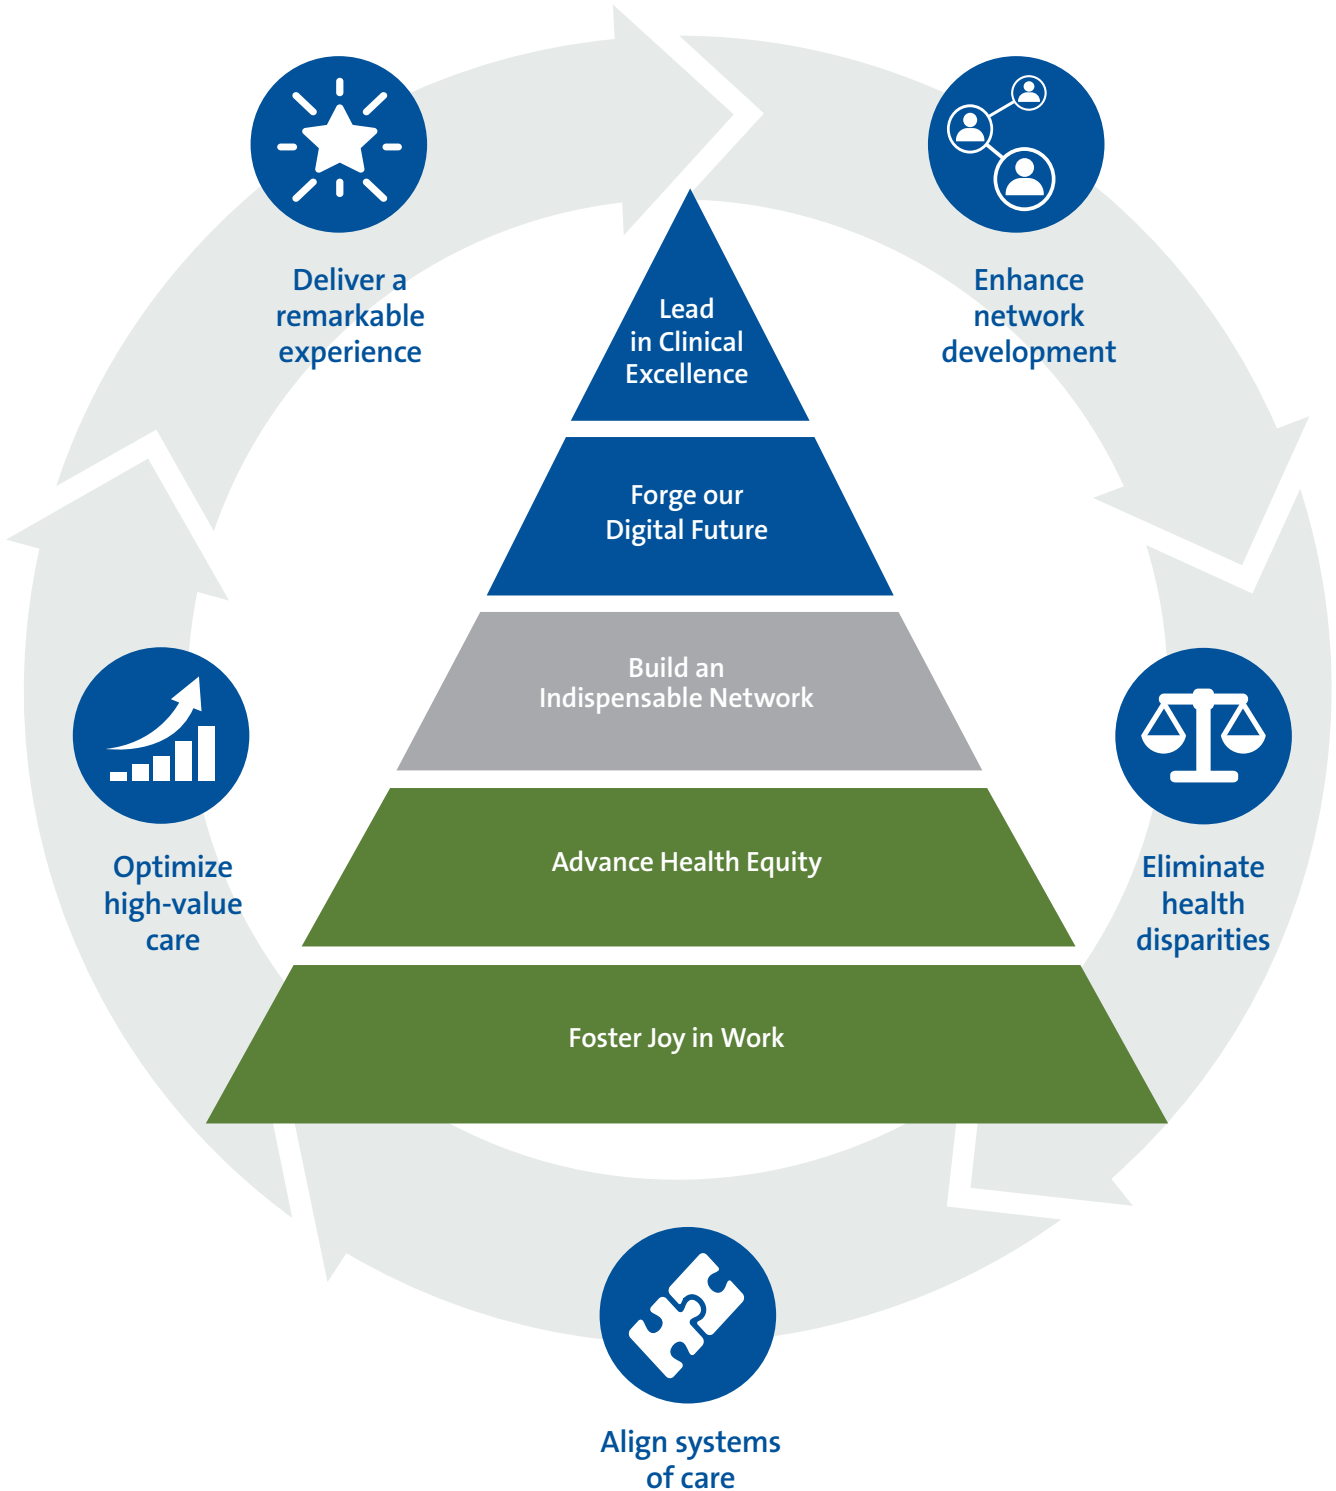 Deliver a
remarkable
experience
Enhance
network
development
Lead
in Clinical
Excellence
Forge our
Digital Future
Build an
Indispensable Network
Advance Health Equity
Foster Joy in Work
Optimize
high-value
care
Eliminate
health
disparities
Align systems
of care